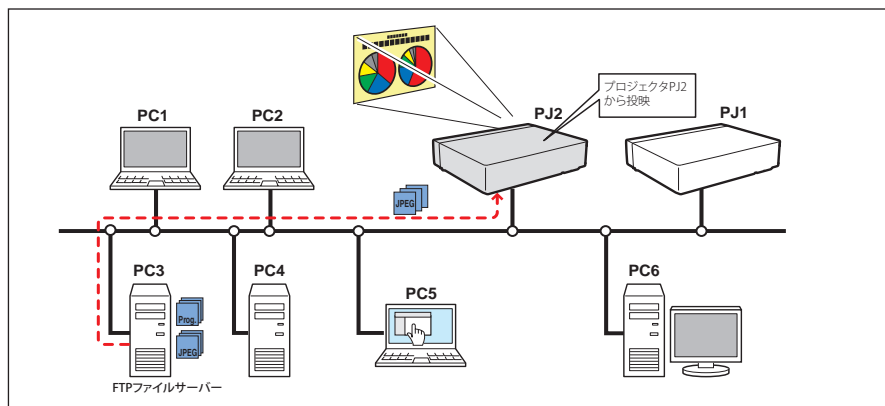 プロジェクタPJ2
から投映
PC1
PC2
PJ2
PJ1
JPEG
PC3
PC4
PC5
PC6
Prog.
JPEG
FTPファイルサーバー